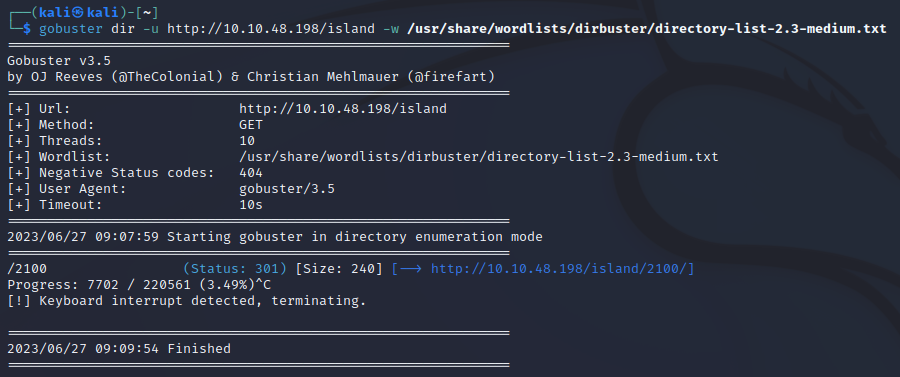 ┌──(kali㉿kali)-[~]
└─$ gobuster dir -u http://10.10.48.198/island -w /usr/share/wordlists/dirbuster/directory-list-2.3-medium.txt
===============================================================
Gobuster v3.5
by OJ Reeves (@TheColonial) & Christian Mehlmauer (@firefart)
===============================================================
[+] Url:                     http://10.10.48.198/island
[+] Method:                  GET
[+] Threads:                 10
[+] Wordlist:                /usr/share/wordlists/dirbuster/directory-list-2.3-medium.txt
[+] Negative Status codes:   404
[+] User Agent:              gobuster/3.5
[+] Timeout:                 10s
===============================================================
2023/06/27 09:07:59 Starting gobuster in directory enumeration mode
===============================================================
/2100                 (Status: 301) [Size: 240] [--> http://10.10.48.198/island/2100/]
Progress: 7702 / 220561 (3.49%)^C
[!] Keyboard interrupt detected, terminating.
===============================================================
2023/06/27 09:09:54 Finished
===============================================================